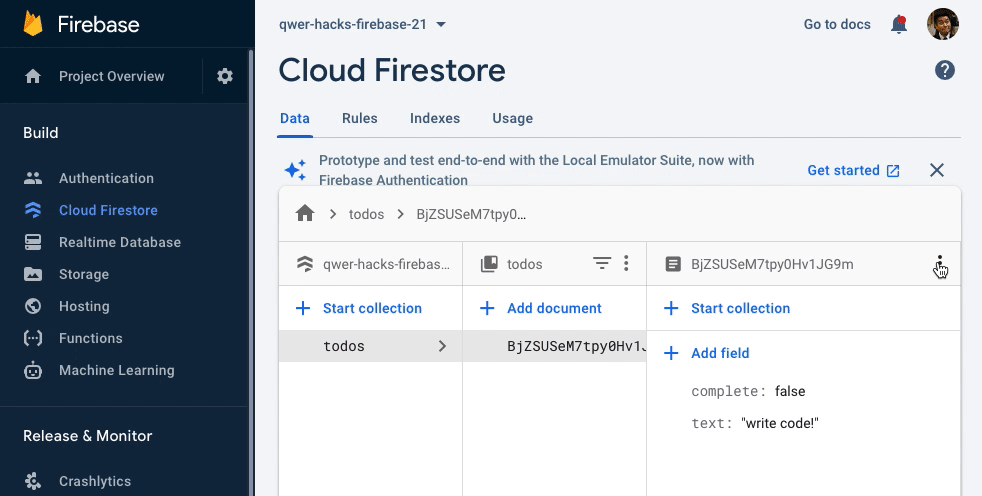 Firebase
Project Overview
Build
Authentication
Cloud Firestore
Realtime Database
Storage
Hosting
Functions
Machine Learning
Release & Monitor
Crashlytics
qwer-hacks-firebase-21
Go to docs
Cloud Firestore
Data Rules Indexes Usage
Prototype and test end-to-end with the Local Emulator Suite, now with
Firebase Authentication
Get started
todos BjZSUSeM7tpy0…
qwer-hacks-firebas…
Start collection
todos
todos
Add document
BjZSUSeM7tpy0Hv1J
BjZSUSeM7tpy0Hv1JG9m
Start collection
Add field
complete: false
text: "write code!"